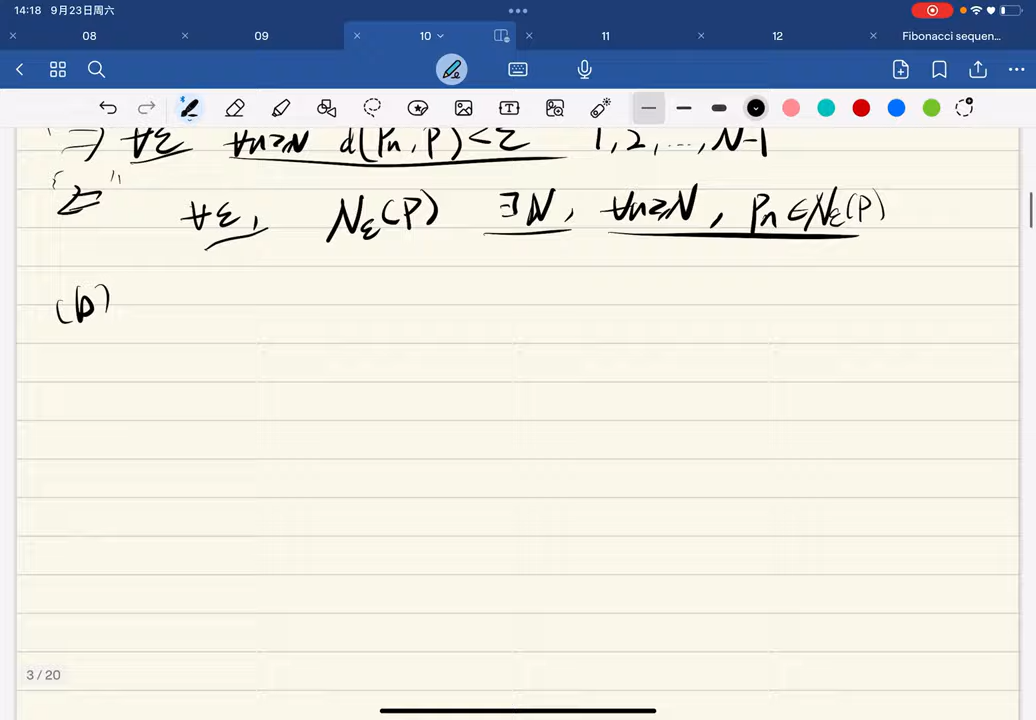 14:18 9月23日周六
08 09 10 11 12 Fibonacci sequen...
T
"⇒ ∀ε ∀n≥N d(Pn, P) < ε 1, 2, ..., N-1
"⇐" ∀ε, Nε(P) ∃N, ∀n≥N, Pn∈Nε(P)
(b)
3 / 20